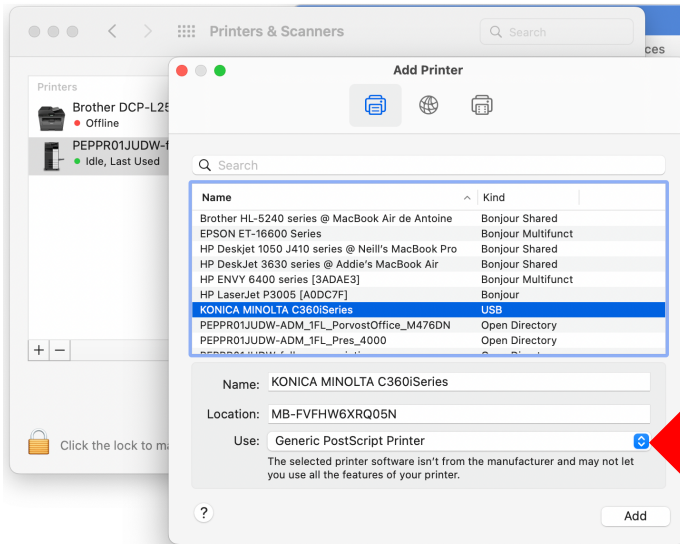 Printers & Scanners
Search
ces
Add Printer
Printers
Brother DCP-L25
Offline
PEPPR01JUDW-f
Idle, Last Used
Search
Name Kind
Brother HL-5240 series @ MacBook Air de Antoine Bonjour Shared
EPSON ET-16600 Series Bonjour Multifunct
HP Deskjet 1050 J410 series @ Neill's MacBook Pro Bonjour Shared
HP DeskJet 3630 series @ Addie's MacBook Air Bonjour Shared
HP ENVY 6400 series [3ADAE3] Bonjour Multifunct
HP LaserJet P3005 [A0DC7F] Bonjour
KONICA MINOLTA C360iSeries USB
PEPPR01JUDW-ADM_1FL_PorvostOffice_M476DN Open Directory
PEPPR01JUDW-ADM_1FL_Pres_4000 Open Directory
+ −
Name: KONICA MINOLTA C360iSeries
Location: MB-FVFHW6XRQ05N
Click the lock to ma
Use: Generic PostScript Printer
The selected printer software isn't from the manufacturer and may not let
you use all the features of your printer.
?
Add